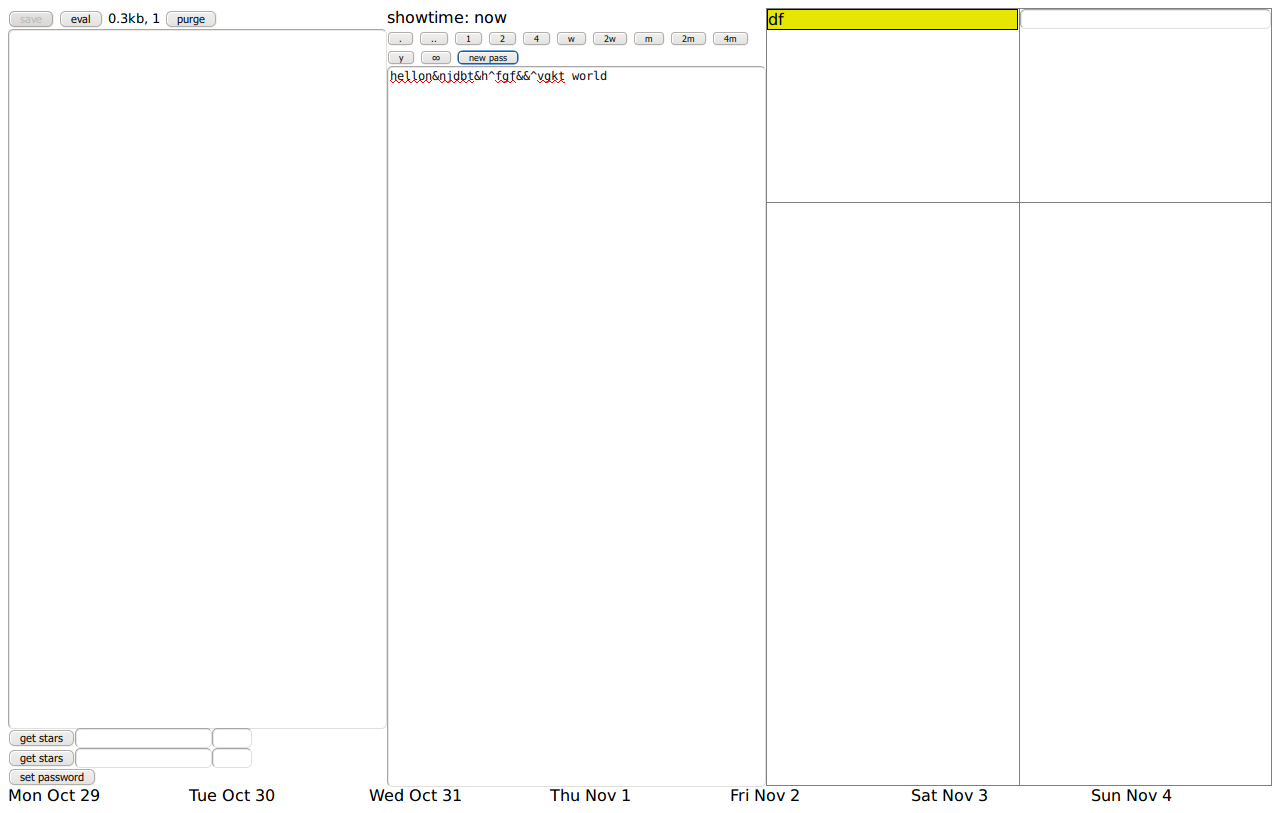 save eval 0.3kb, 1 purge
showtime: now
. .. 1 2 4 w 2w m 2m 4m
y ∞ new pass
hellon&njdbt&h^fgf&&^vgkt world
df
get stars
get stars
set password
Mon Oct 29 Tue Oct 30 Wed Oct 31 Thu Nov 1 Fri Nov 2 Sat Nov 3 Sun Nov 4